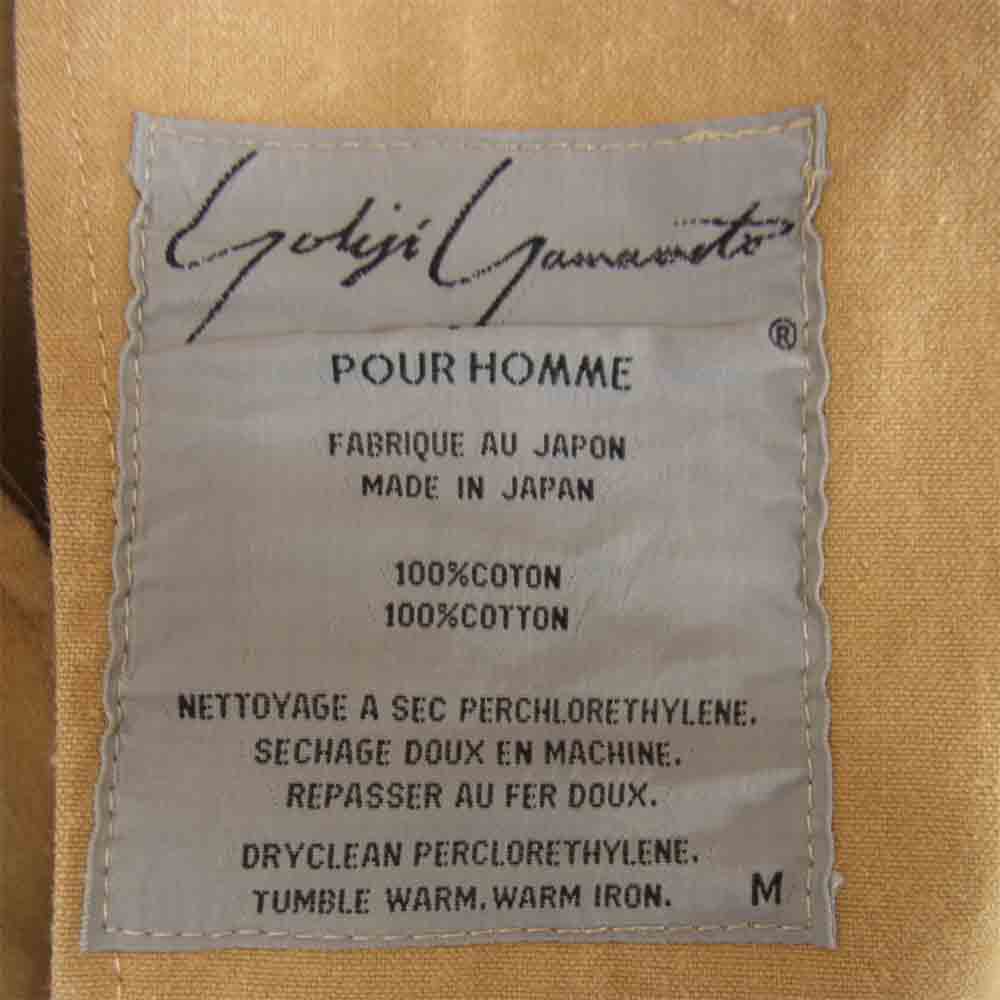 Yohji Yamamoto
®
POUR HOMME
FABRIQUE AU JAPON
MADE IN JAPAN
100%COTON
100%COTTON
NETTOYAGE A SEC PERCHLORETHYLENE.
SECHAGE DOUX EN MACHINE.
REPASSER AU FER DOUX.
DRYCLEAN PERCLORETHYLENE.
TUMBLE WARM. WARM IRON. M